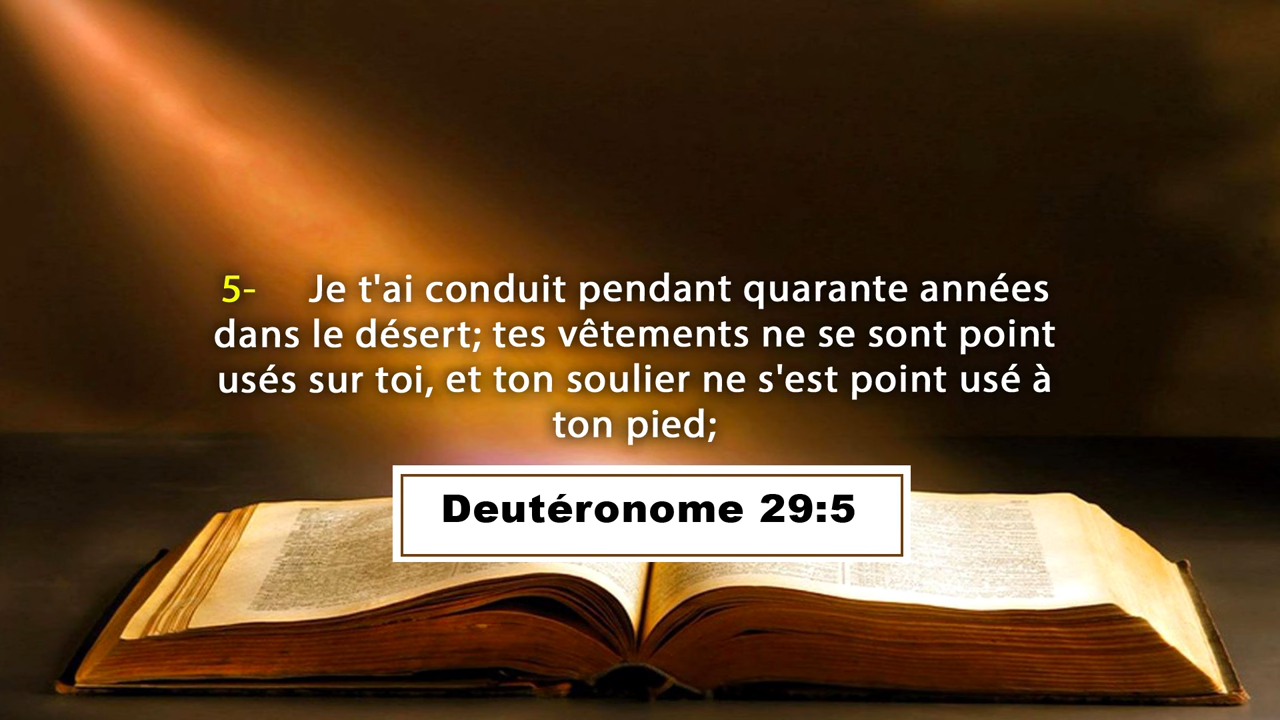 5- Je t'ai conduit pendant quarante années
dans le désert; tes vêtements ne se sont point
usés sur toi, et ton soulier ne s'est point usé à
ton pied;
Deutéronome 29:5